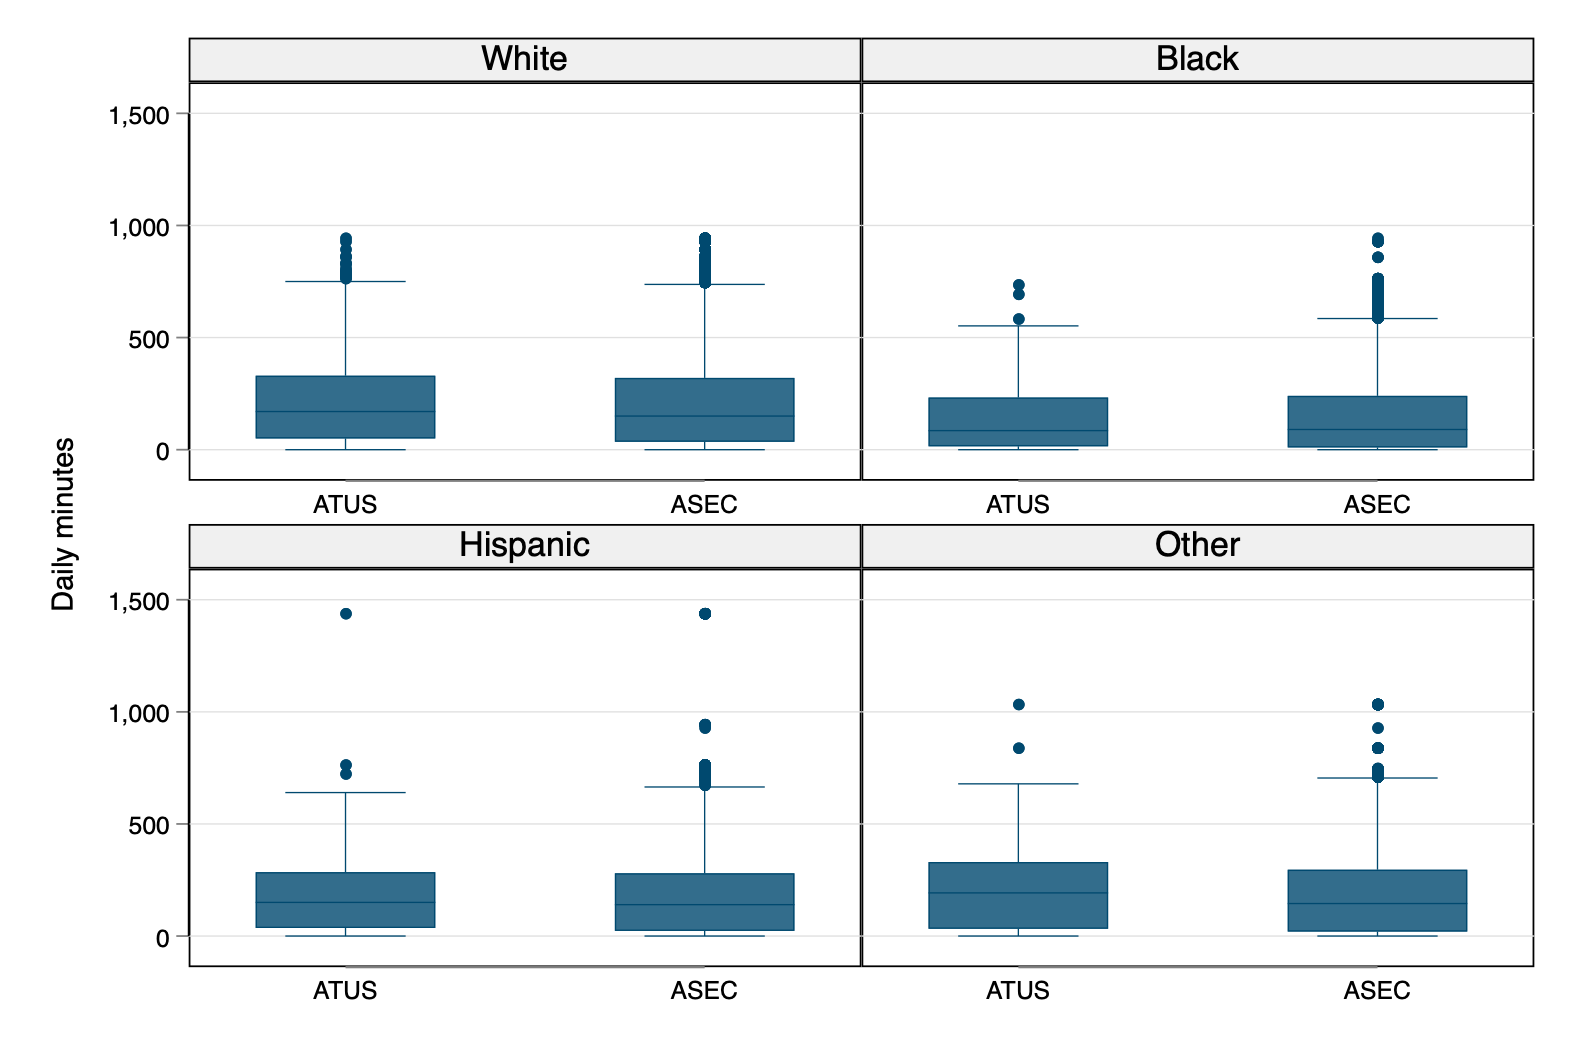 White
Black
1,500
1,000
500
0
ATUS
ASEC
ATUS
ASEC
Daily minutes
Hispanic
Other
1,500
1,000
500
0
ATUS
ASEC
ATUS
ASEC